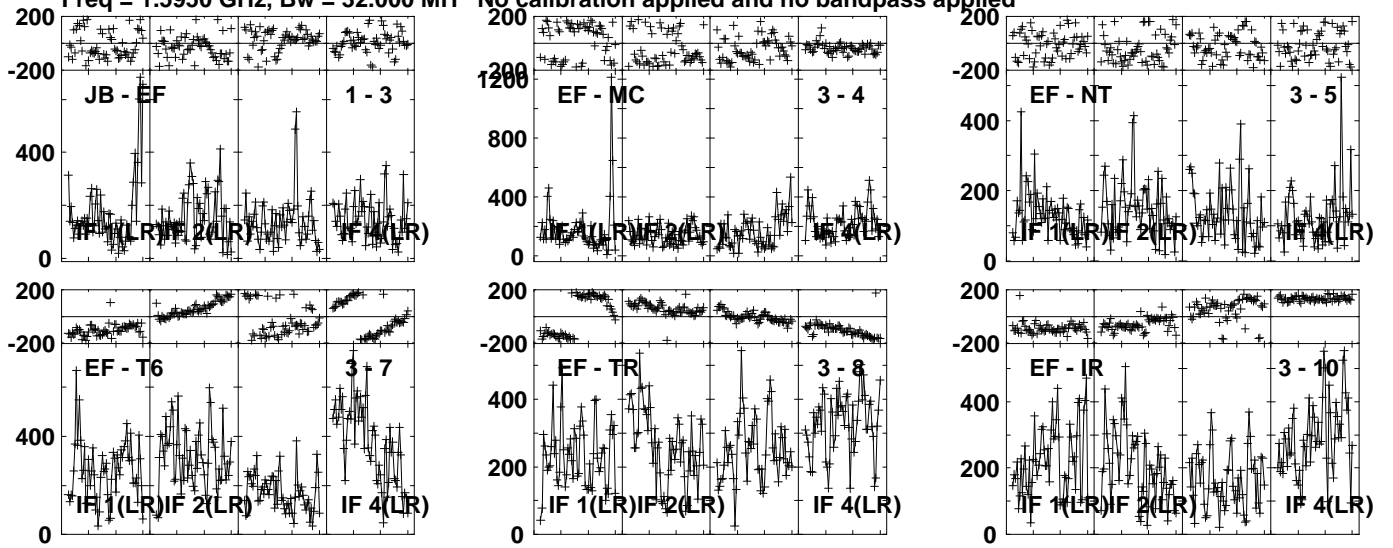 Freq = 1.5950 GHz, Bw = 32.000 MH No calibration applied and no bandpass applied
200
-200
JB - EF 1 - 3
400
0
IF 1(LR) IF 2(LR) IF 4(LR)
200
-200
1200
EF - MC 3 - 4
800
400
0
IF 1(LR) IF 2(LR) IF 4(LR)
200
-200
EF - NT 3 - 5
400
200
100
0
IF 1(LR) IF 2(LR) IF 4(LR)
200
-200
EF - T6 3 - 7
400
0
IF 1(LR) IF 2(LR) IF 4(LR)
200
-200
EF - TR 3 - 8
400
200
0
IF 1(LR) IF 2(LR) IF 4(LR)
200
-200
EF - IR 3 - 10
400
200
0
IF 1(LR) IF 2(LR) IF 4(LR)